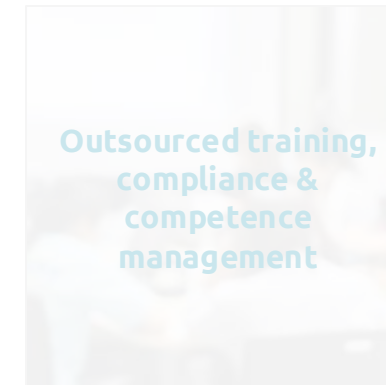 Outsourced training,
compliance &
competence
management